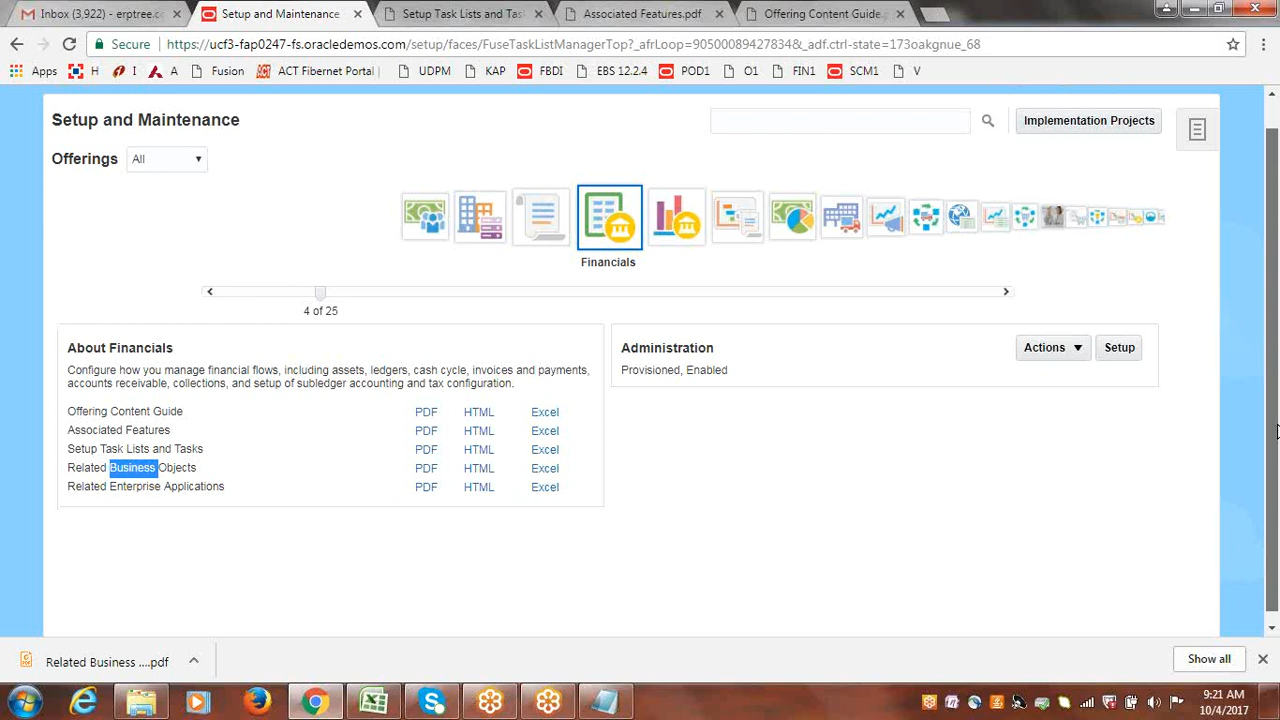 Inbox (3,922) - erptree.c
Setup and Maintenance
Setup Task Lists and Tas
Associated Features.pdf
Offering Content Guide.
Secure
https://ucf3-fap0247-fs.oracledemos.com/setup/faces/FuseTaskListManagerTop?_afrLoop=905000894278348&_adf.ctrl-state=173oakgnue_68
Apps
H
I
A
Fusion
ACT Fibernet Portal
UDPM
KAP
FBDI
EBS 12.2.4
POD1
O1
FIN1
SCM1
V
Setup and Maintenance
Implementation Projects
Offerings
All
Financials
4 of 25
About Financials
Configure how you manage financial flows, including assets, ledgers, cash cycle, invoices and payments,
accounts receivable, collections, and setup of subledger accounting and tax configuration.
Offering Content Guide PDF HTML Excel
Associated Features PDF HTML Excel
Setup Task Lists and Tasks PDF HTML Excel
Related Business Objects PDF HTML Excel
Related Enterprise Applications PDF HTML Excel
Administration
Actions
Setup
Provisioned, Enabled
Related Business ....pdf
Show all
9:21 AM
10/4/2017